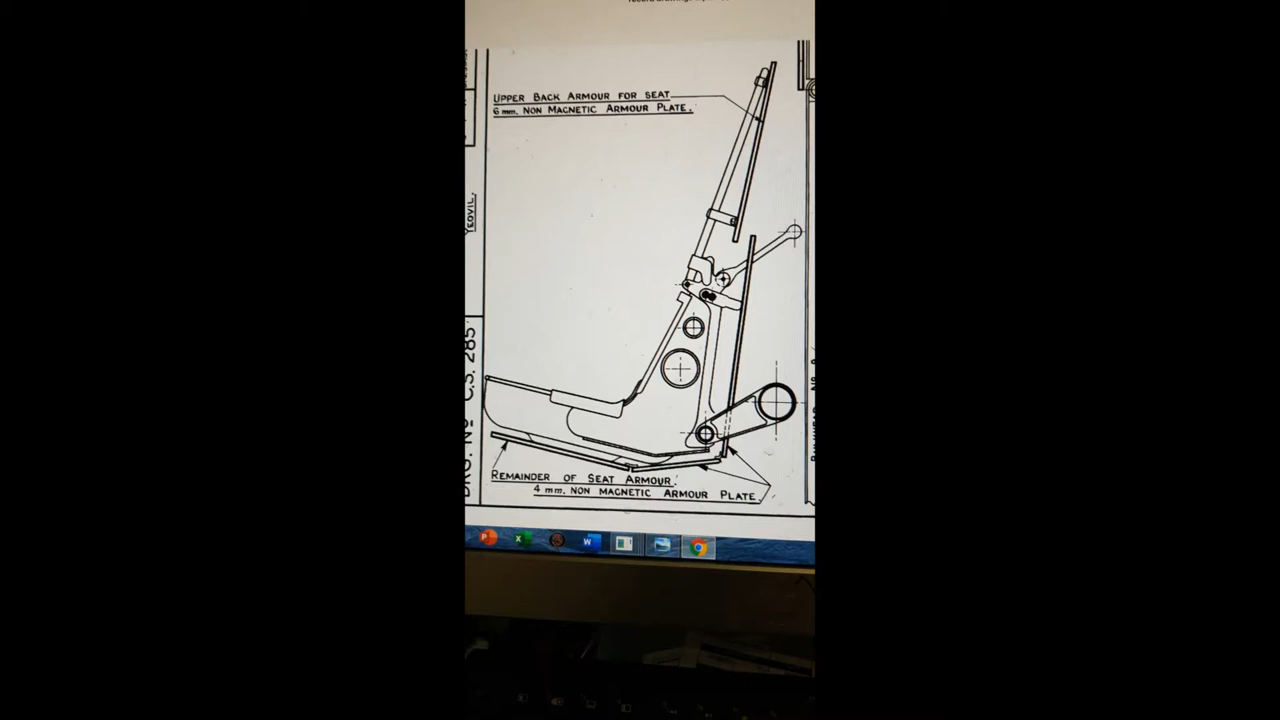 UPPER BACK ARMOUR FOR SEAT
6 mm. NON MAGNETIC ARMOUR PLATE.
YEOVIL.
DRG. Nº C.S. 285
REMAINDER OF SEAT ARMOUR.
4 mm. NON MAGNETIC ARMOUR PLATE.